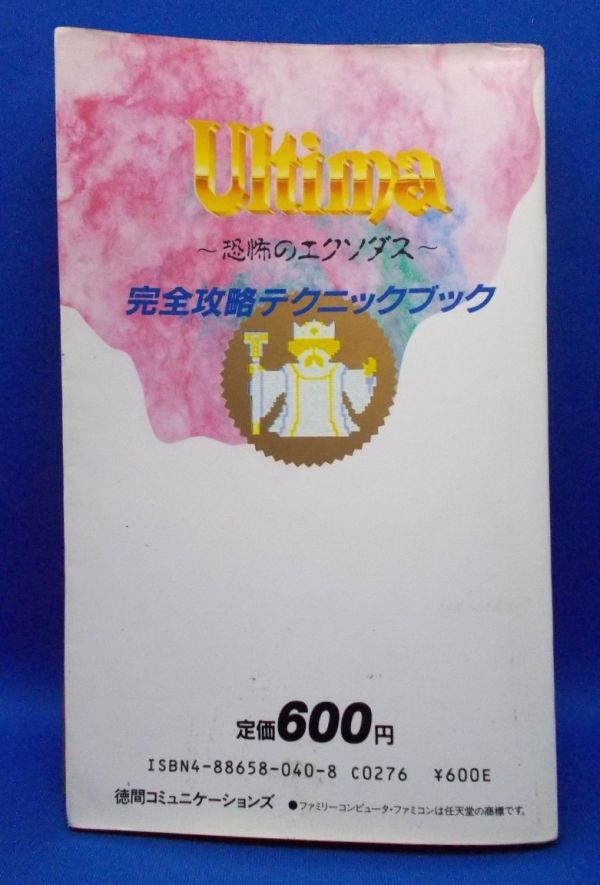 Ultima
～恐怖のエクソダス～
完全攻略テクニックブック
定価600円
ISBN4-88658-040-8 C0276 ¥600E
徳間コミュニケーションズ ●ファミリーコンピュータ・ファミコンは任天堂の商標です。